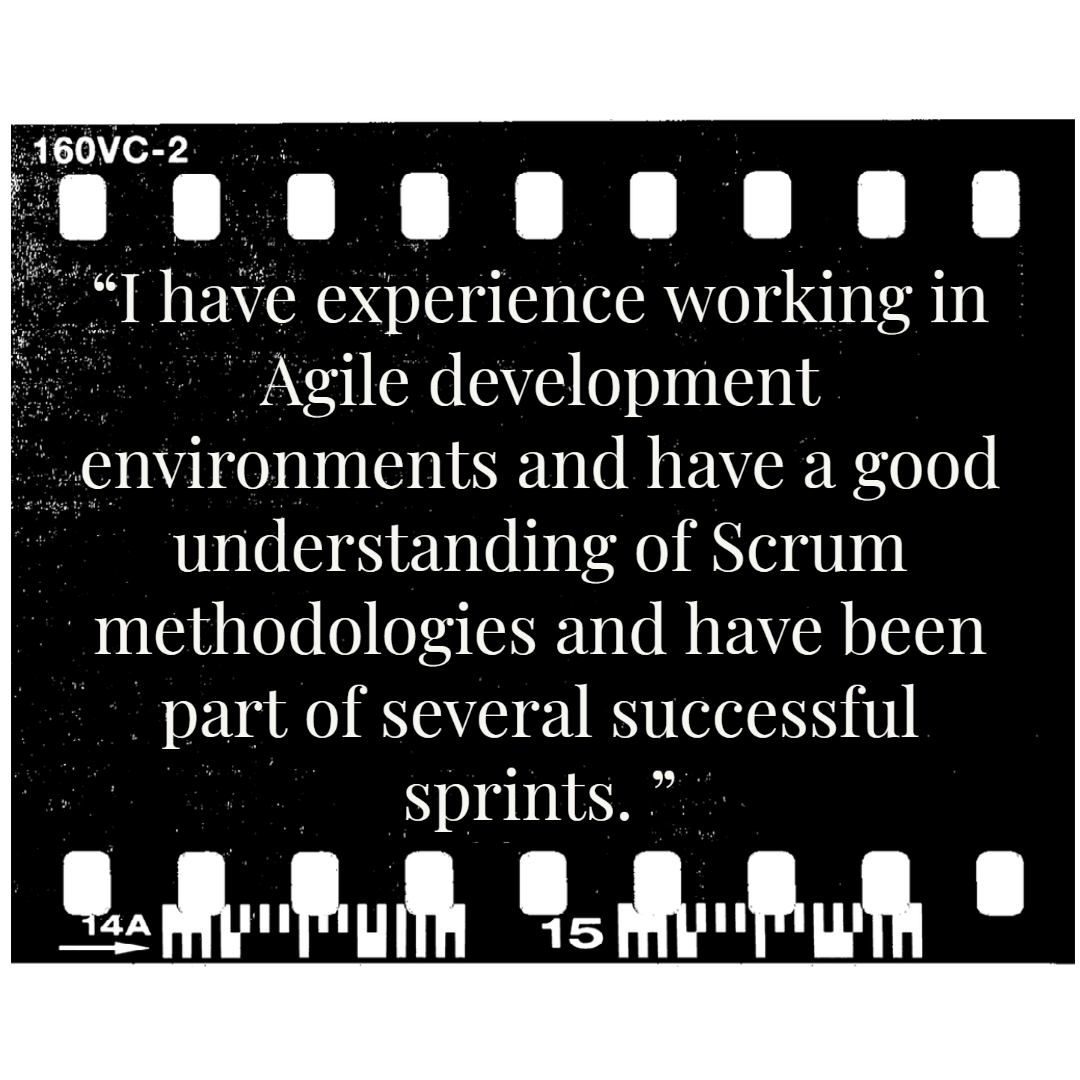 160VC-2
“I have experience working in
Agile development
environments and have a good
understanding of Scrum
methodologies and have been
part of several successful
sprints. ”
14A
15